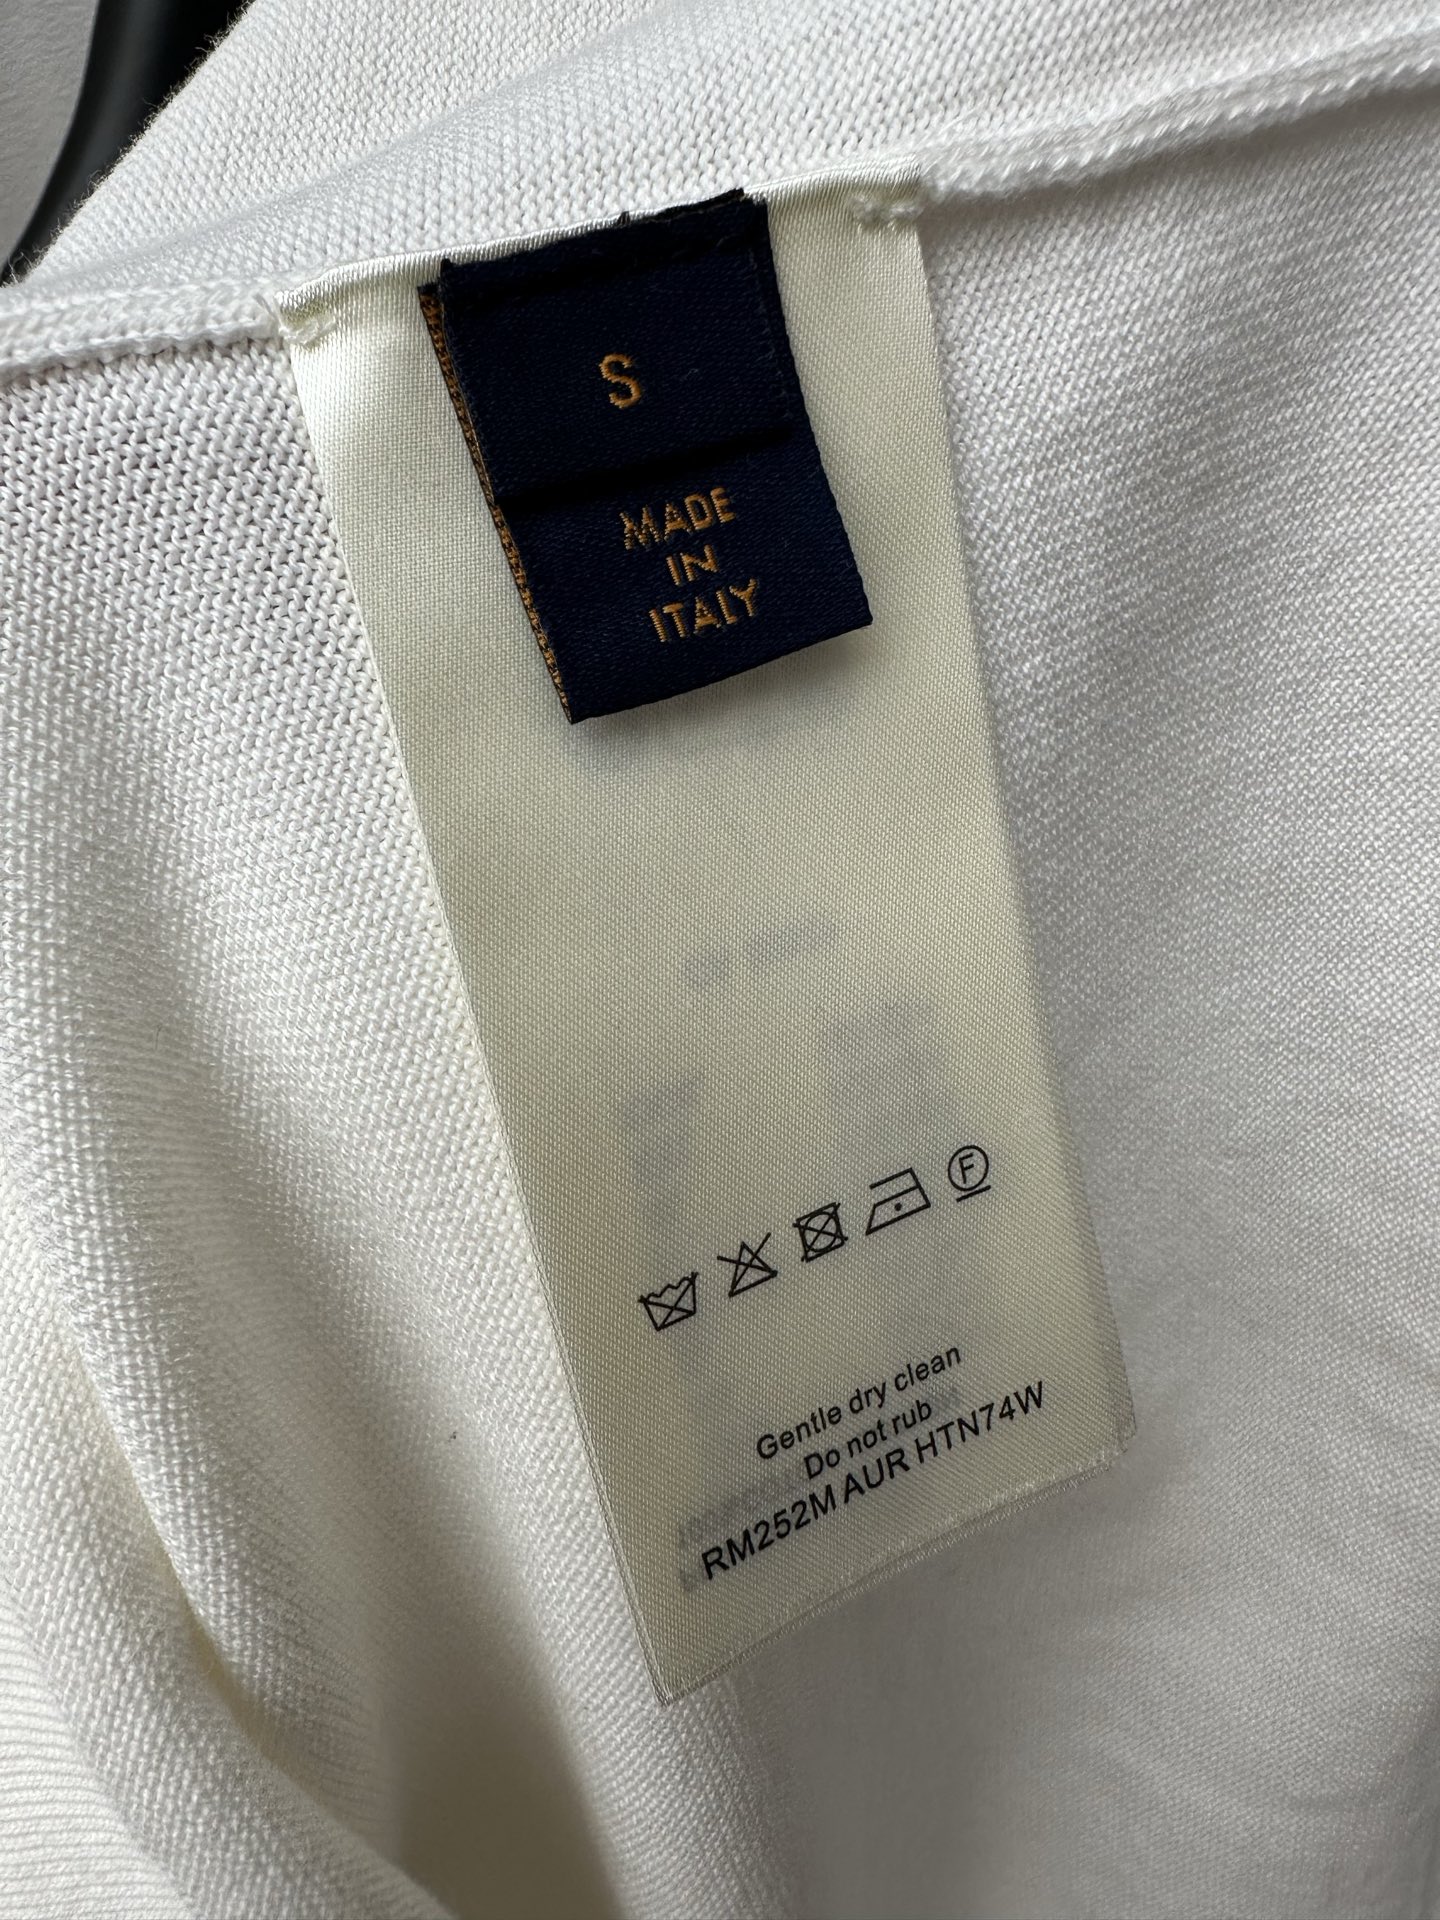 S
MADE
IN
ITALY
F
Gentle dry clean
Do not rub
RM252M AUR HTN74W